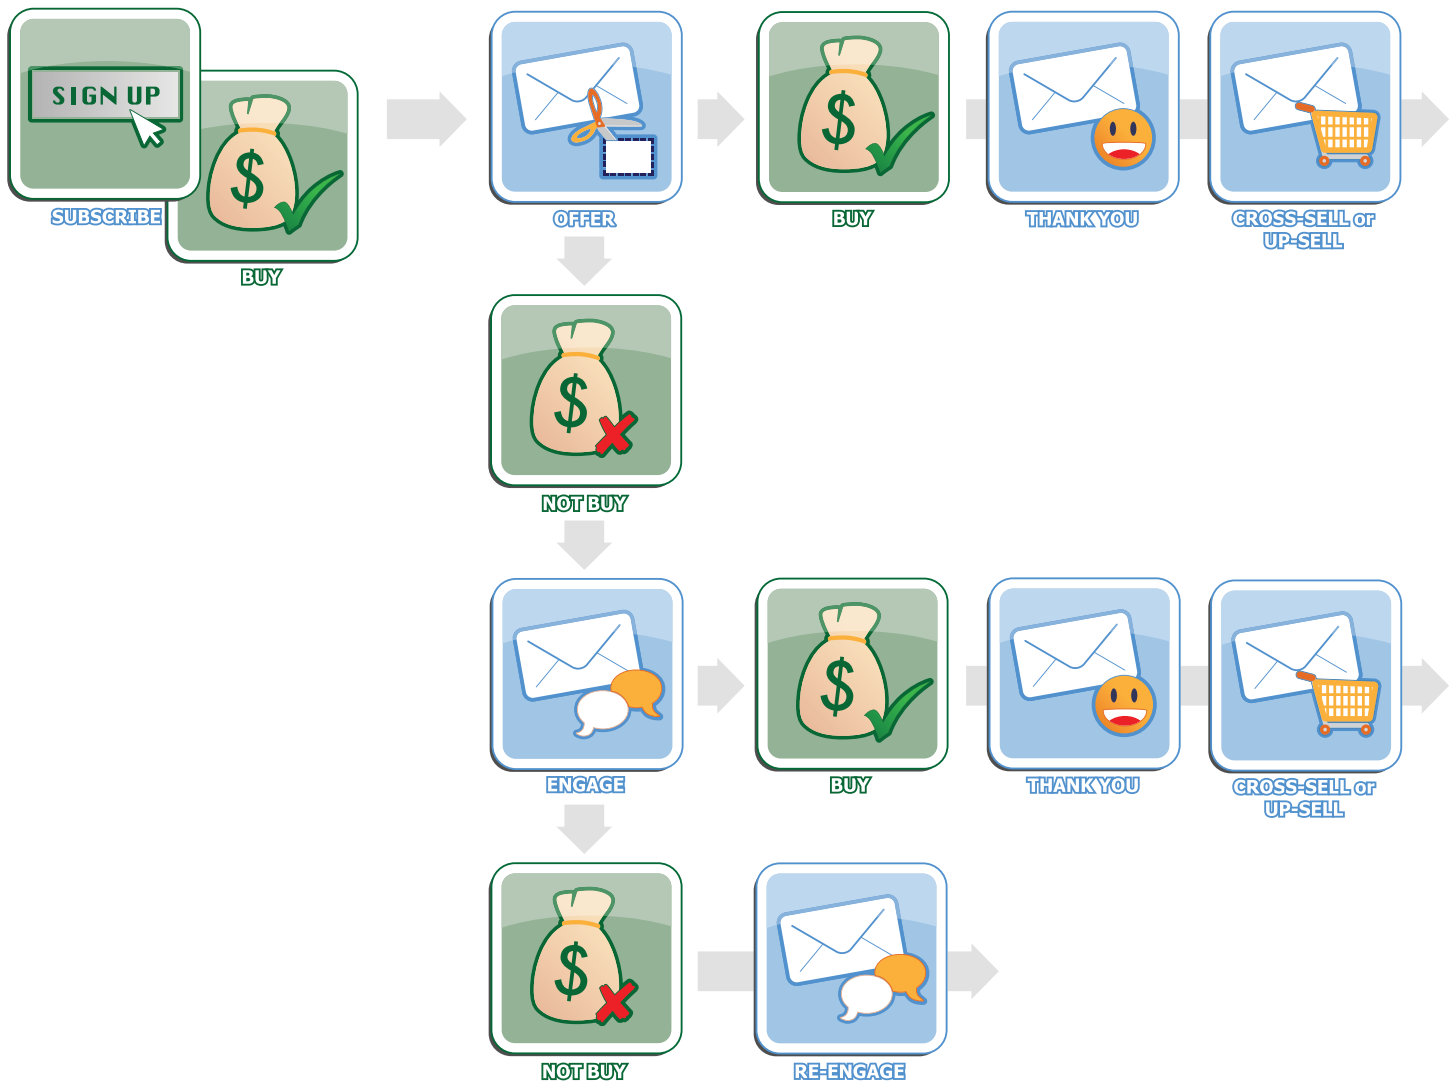 SIGN UP
$
SUBSCRIBE
BUY
OFFER
$
BUY
THANK YOU
CROSS-SELL or
UP-SELL
$
NOT BUY
ENGAGE
$
BUY
THANK YOU
CROSS-SELL or
UP-SELL
$
NOT BUY
RE-ENGAGE